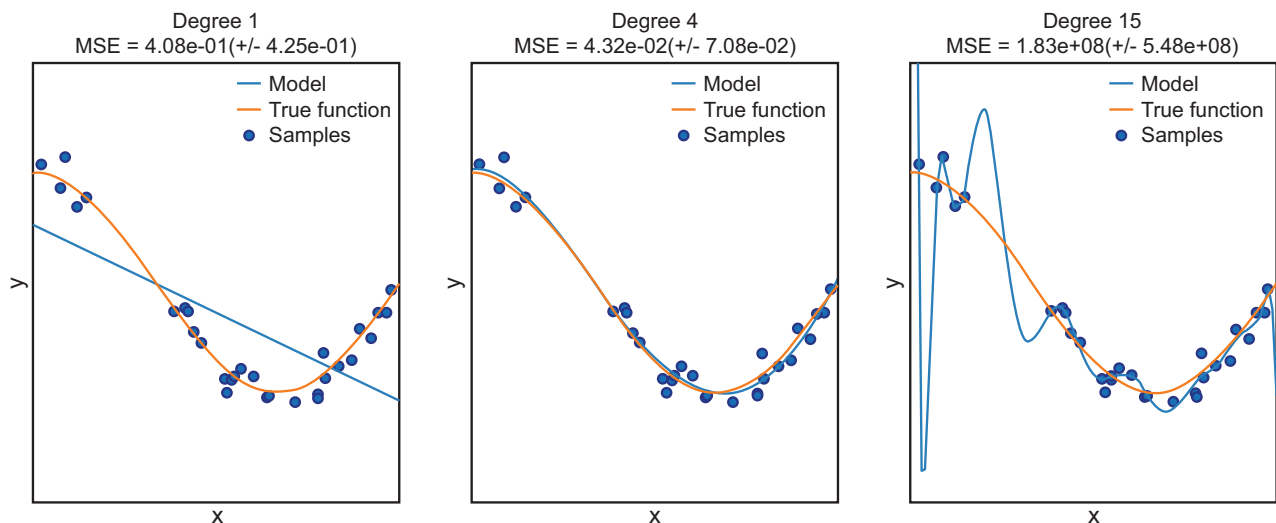 Degree 1
MSE = 4.08e-01(+/- 4.25e-01)
Model
True function
Samples
y
x
Degree 4
MSE = 4.32e-02(+/- 7.08e-02)
Model
True function
Samples
y
x
Degree 15
MSE = 1.83e+08(+/- 5.48e+08)
Model
True function
Samples
y
x